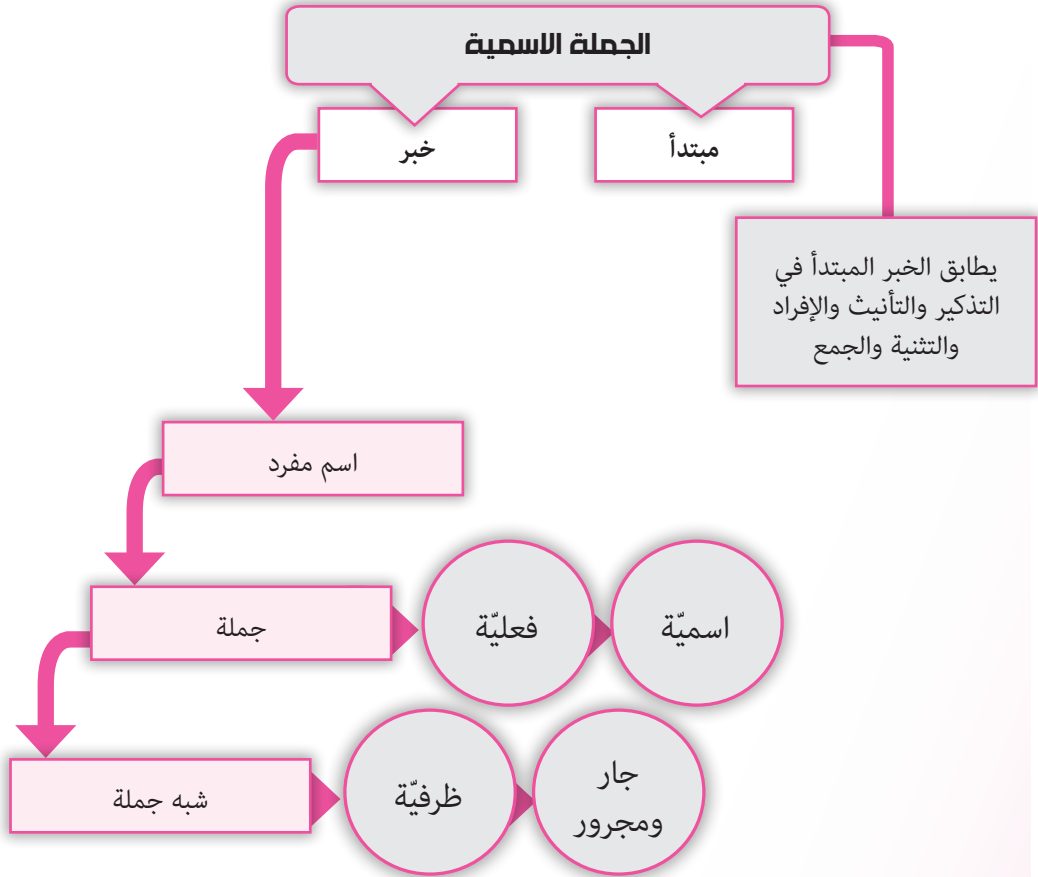 الجملة الاسمية
مبتدأ
خبر
يطابق الخبر المبتدأ في
التذكير والتأنيث والإفراد
والتثنية والجمع
اسم مفرد
جملة
فعليّة
اسميّة
شبه جملة
ظرفيّة
جار
ومجرور